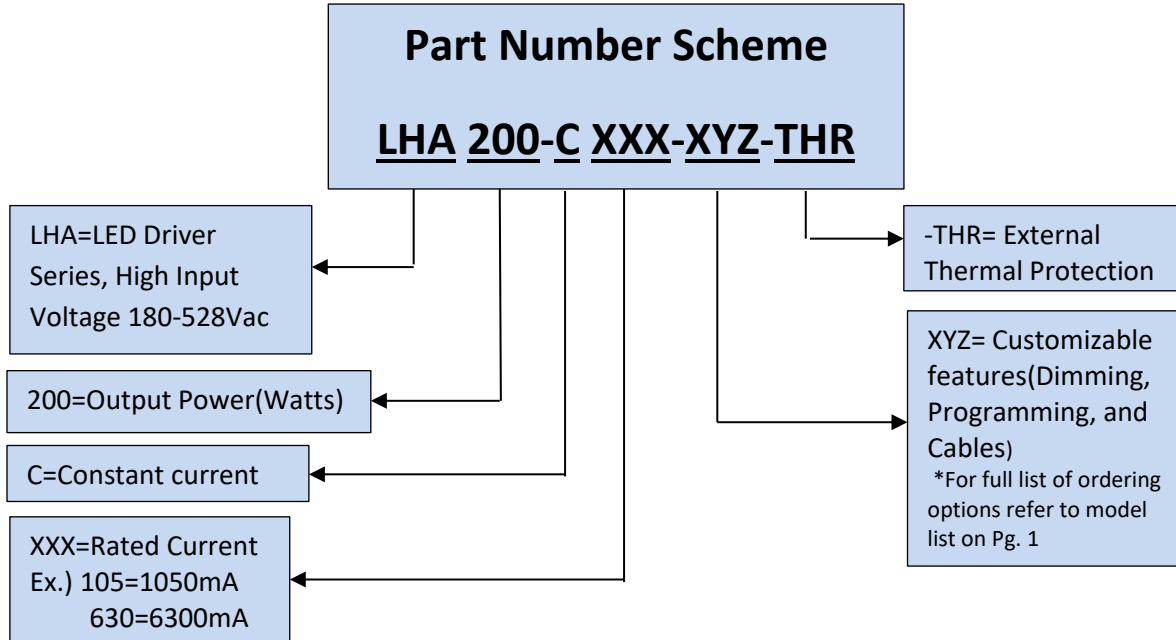 Part Number Scheme
LHA 200-C XXX-XYZ-THR
LHA=LED Driver
Series, High Input
Voltage 180-528Vac
200=Output Power(Watts)
C=Constant current
XXX=Rated Current
Ex.) 105=1050mA
630=6300mA
-THR= External
Thermal Protection
XYZ= Customizable
features(Dimming,
Programming, and
Cables)
*For full list of ordering
options refer to model
list on Pg. 1